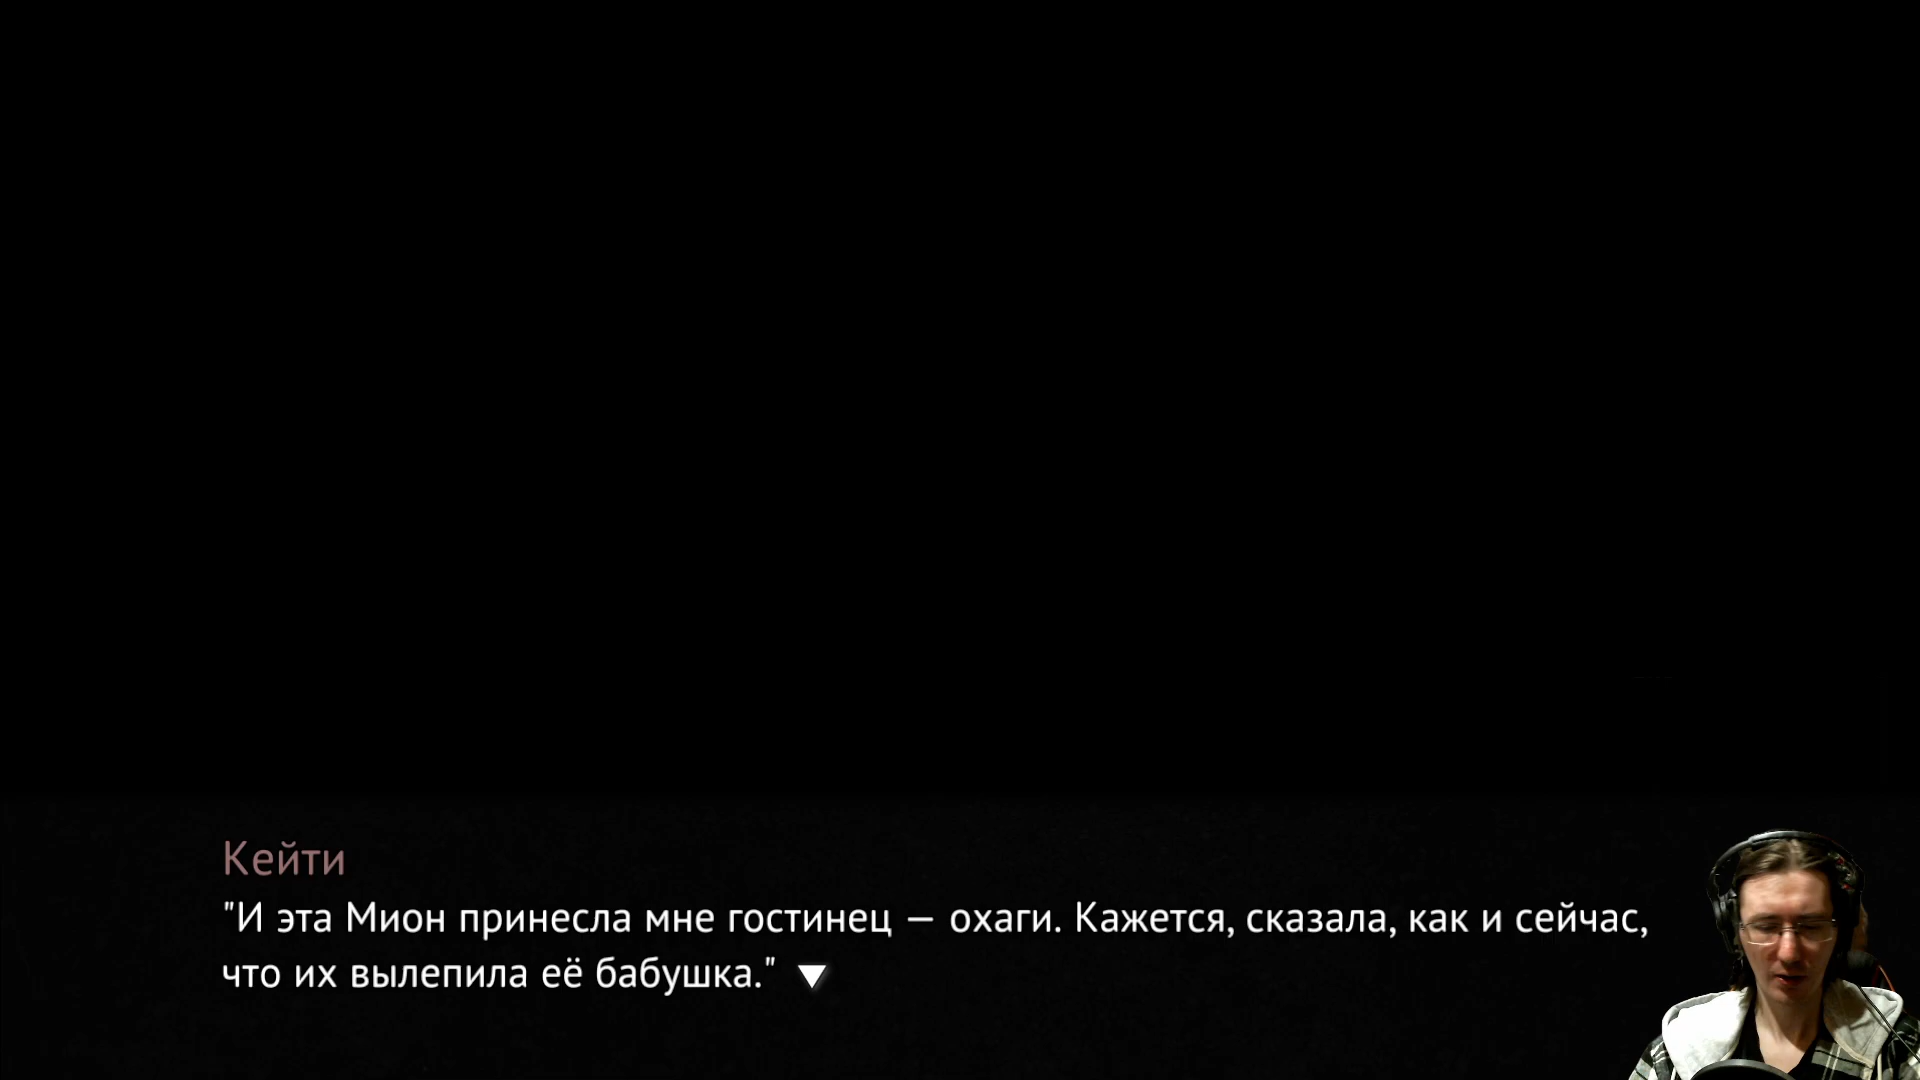 Кейти
"И эта Мион принесла мне гостинец — охаги. Кажется, сказала, как и сейчас,
что их вылепила её бабушка."